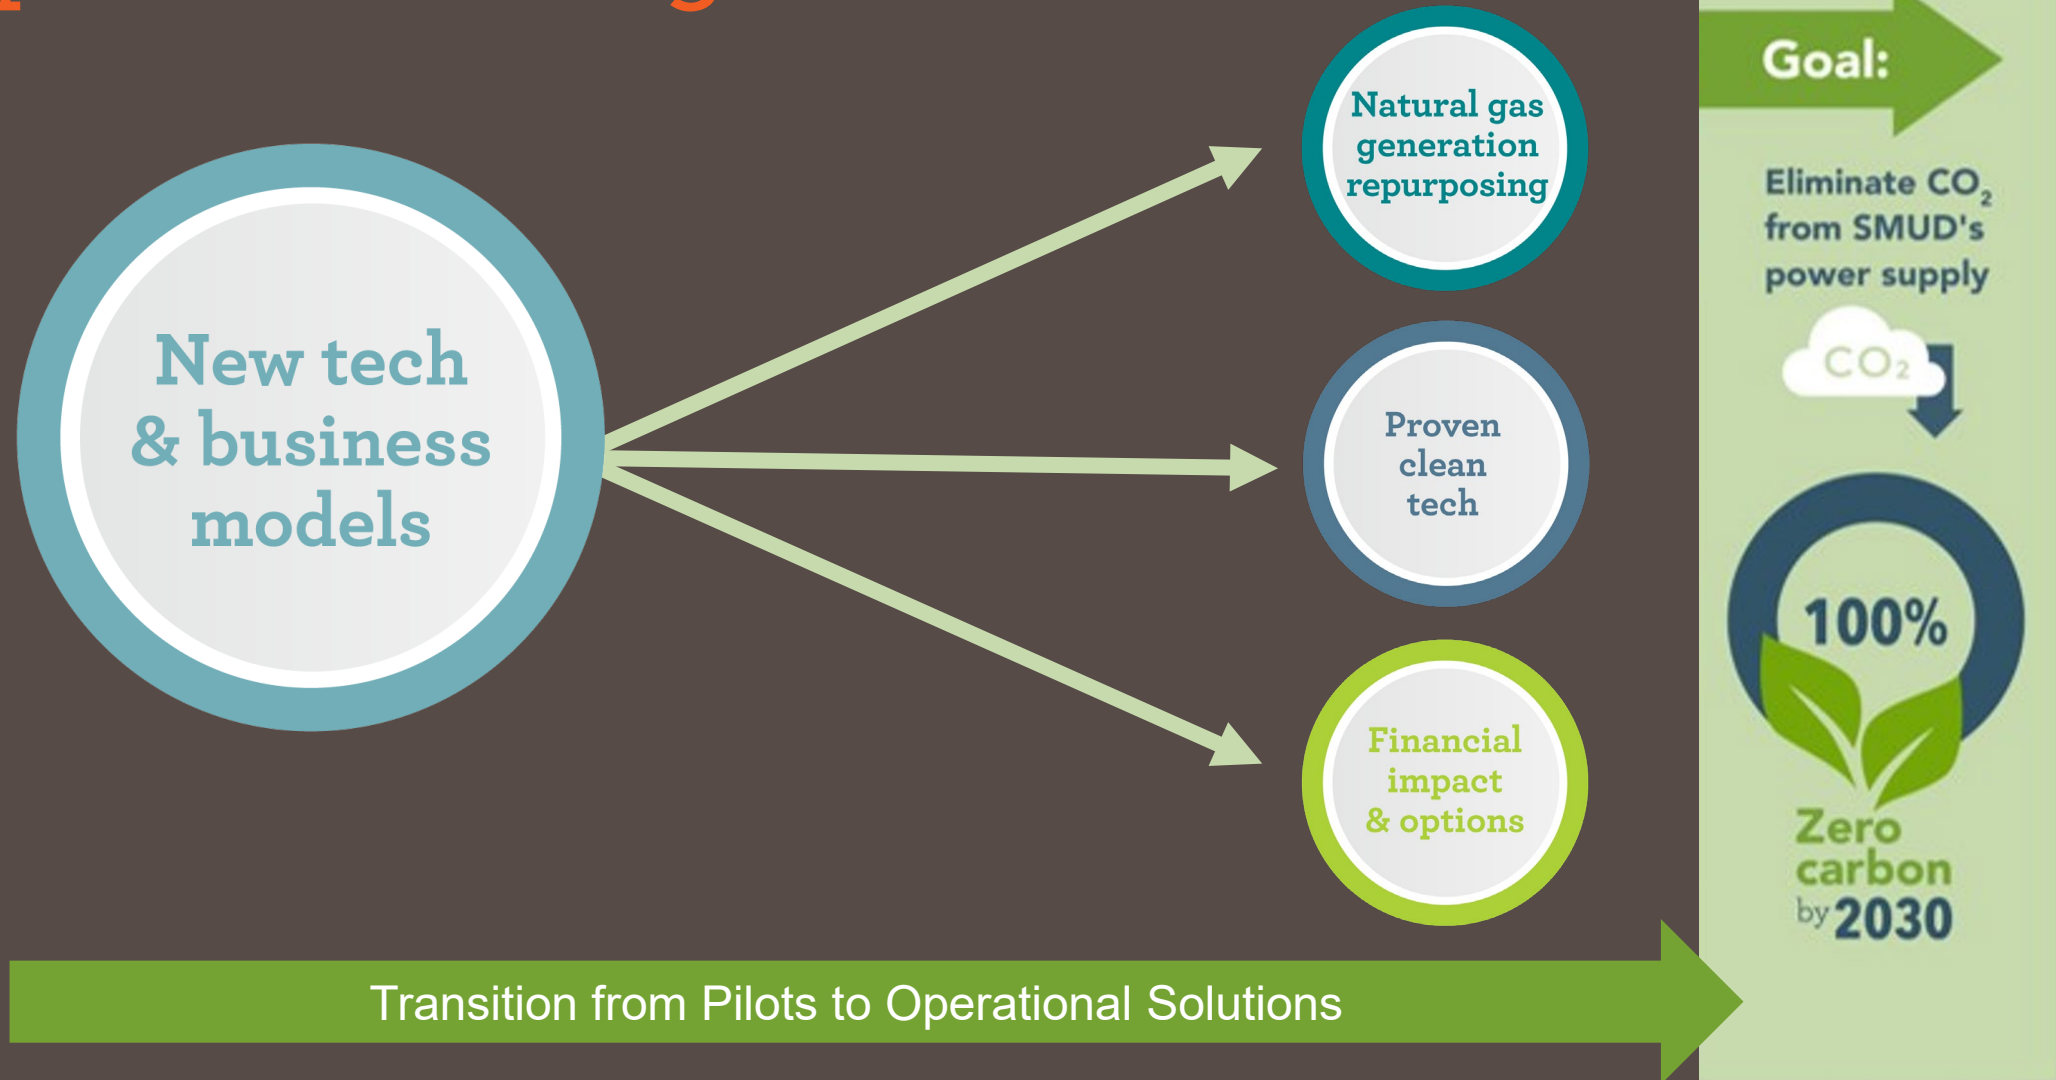 New tech
& business
models
Natural gas
generation
repurposing
Proven
clean
tech
Financial
impact
& options
Transition from Pilots to Operational Solutions
Goal:
Eliminate CO₂
from SMUD's
power supply
CO₂
100%
Zero
carbon
by 2030